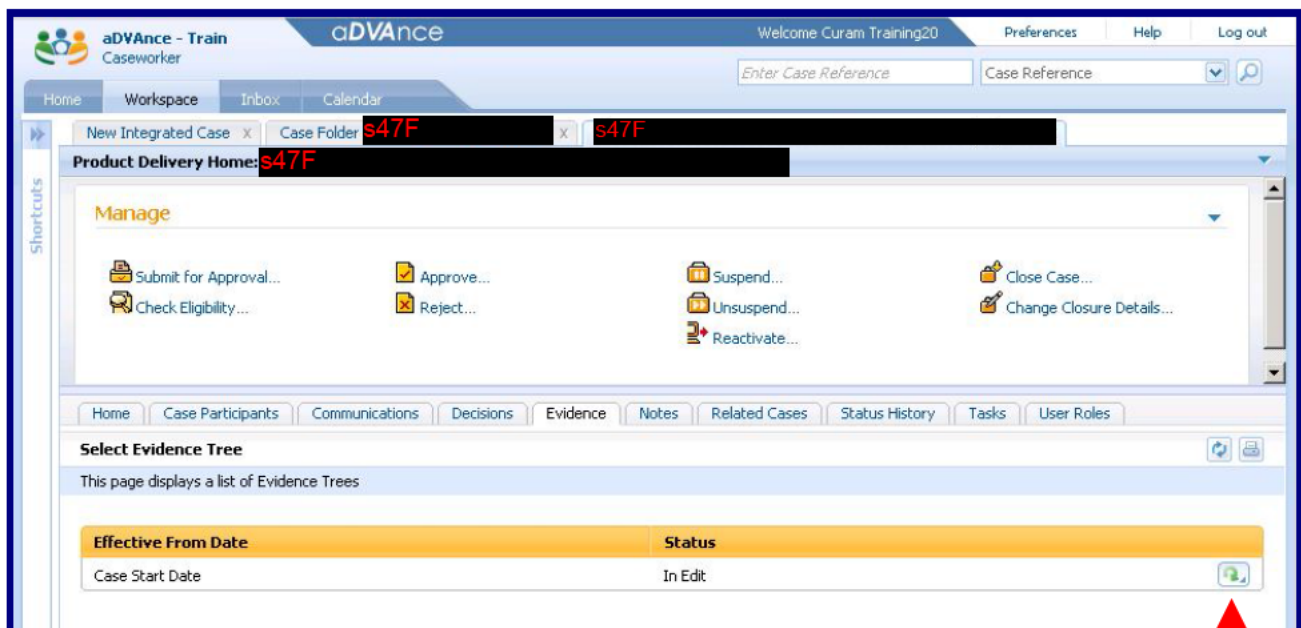 aDVAnce - Train aDVAnce Welcome Curam Training20 Preferences Help Log out
Caseworker
Enter Case Reference Case Reference
Home Workspace Inbox Calendar
New Integrated Case x Case Folder s47F x s47F
Product Delivery Home: s47F
Shortcuts
Manage
Submit for Approval... Approve... Suspend... Close Case...
Check Eligibility... Reject... Unsuspend... Change Closure Details...
Reactivate...
Home Case Participants Communications Decisions Evidence Notes Related Cases Status History Tasks User Roles
Select Evidence Tree
This page displays a list of Evidence Trees
Effective From Date Status
Case Start Date In Edit